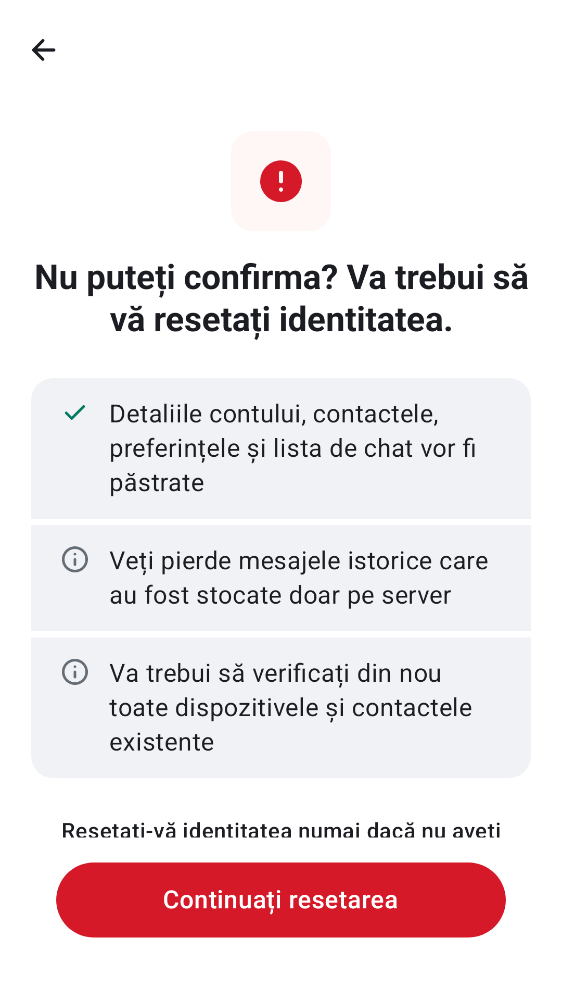 Nu puteți confirma? Va trebui să
vă resetați identitatea.
Detaliile contului, contactele,
preferințele și lista de chat vor fi
păstrate
Veți pierde mesajele istorice care
au fost stocate doar pe server
Va trebui să verificați din nou
toate dispozitivele și contactele
existente
Resetați-vă identitatea numai dacă nu aveți
Continuați resetarea